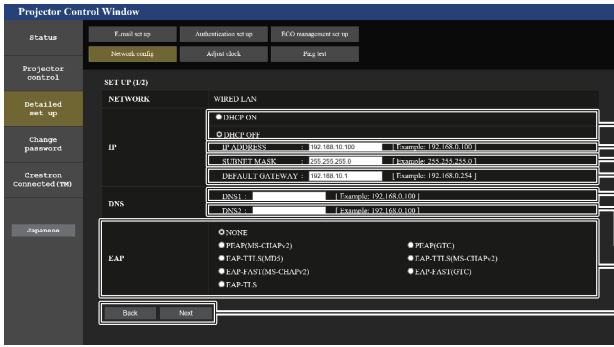 Projector Control Window
Status
Projector control
Detailed set up
Change password
Crestron Connected(TM)
Japanese
E-mail set up Authentication set up ECO management set up
Network config Adjust clock Ping test
SET UP (1/2)
NETWORK WIRED LAN
IP
DHCP ON
DHCP OFF
IP ADDRESS : 192.168.10.100 [ Example: 192.168.0.100 ]
SUBNET MASK : 255.255.255.0 [ Example: 255.255.255.0 ]
DEFAULT GATEWAY : 192.168.10.1 [ Example: 192.168.0.254 ]
DNS
DNS1 : [ Example: 192.168.0.100 ]
DNS2 : [ Example: 192.168.0.100 ]
EAP
NONE
PEAP(MS-CHAPv2) PEAP(GTC)
EAP-TTLS(MD5) EAP-TTLS(MS-CHAPv2)
EAP-FAST(MS-CHAPv2) EAP-FAST(GTC)
EAP-TLS
Back Next